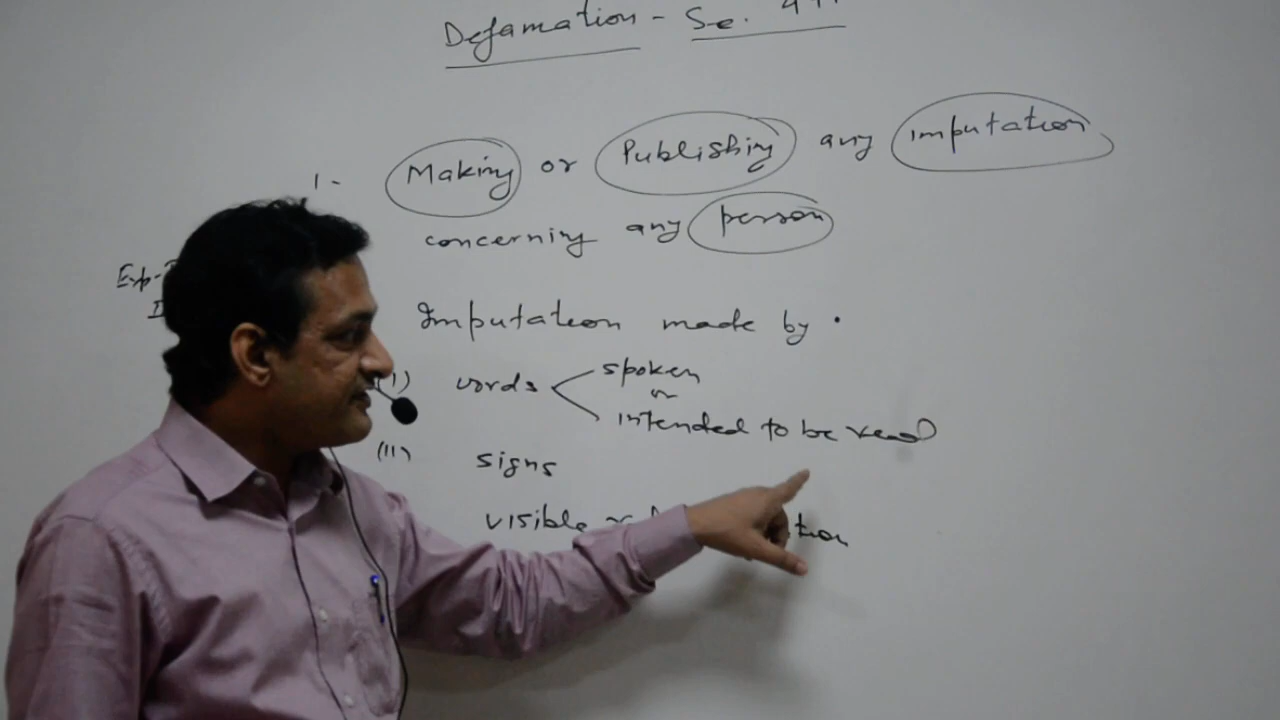 Defamation - Se.
1- Making or Publishing any imputation
concerning any person
Imputation made by
(I) words spoken
or
intended to be read
(II) signs
visible